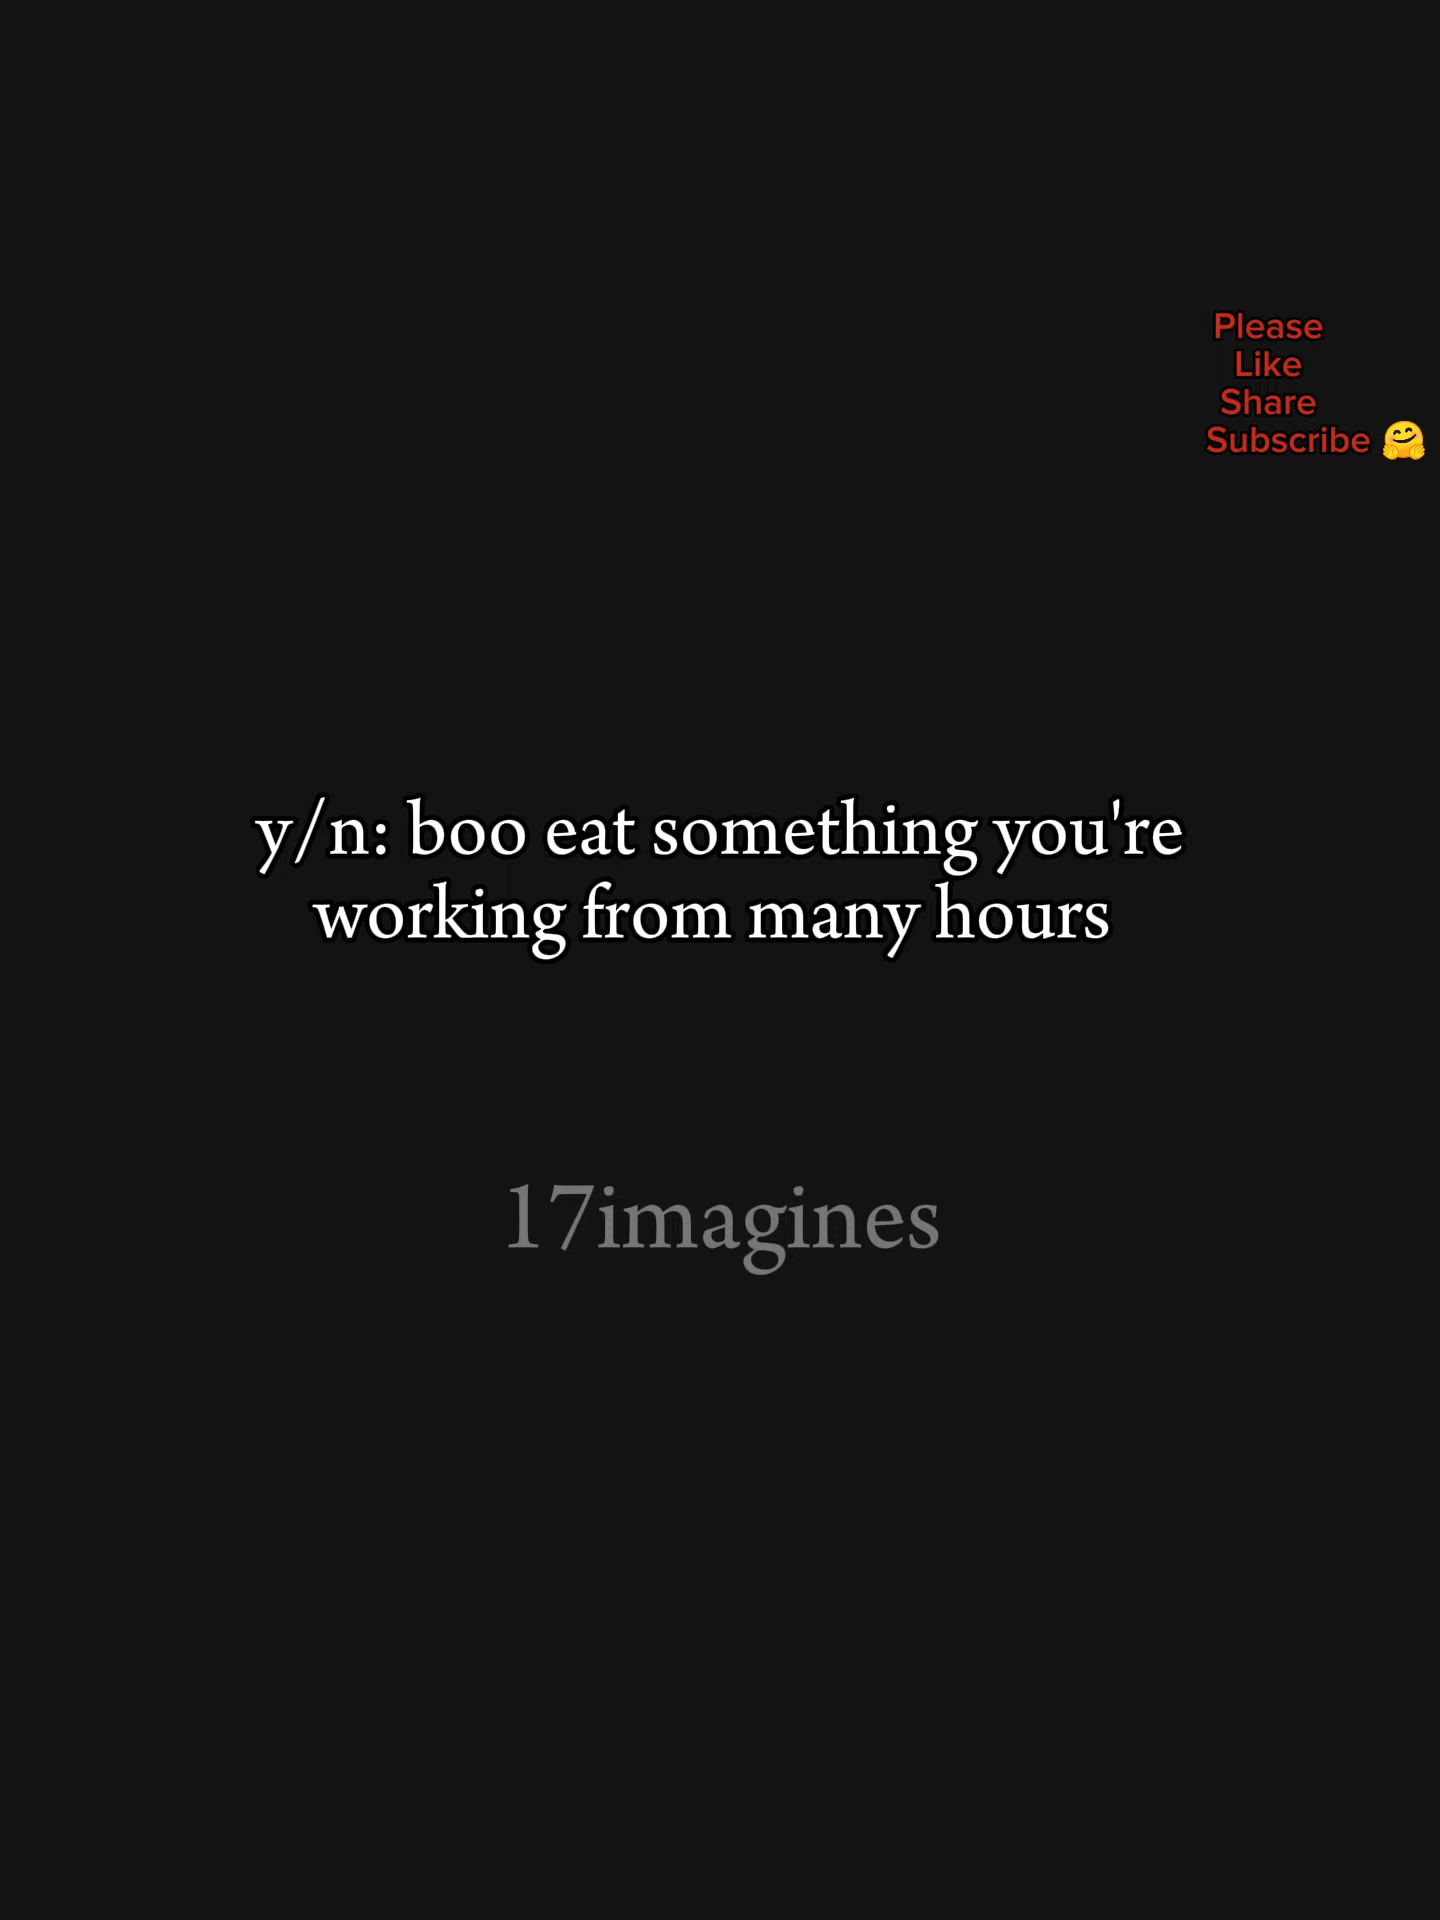 Please
Like
Share
Subscribe 🤗
y/n: boo eat something you're
working from many hours
17imagines